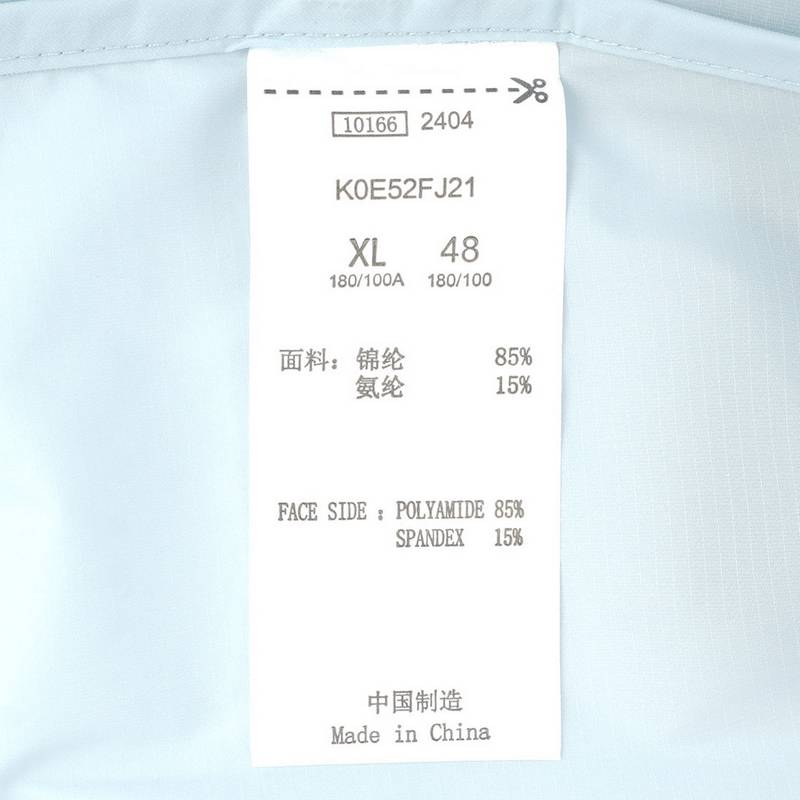 10166 2404
K0E52FJ21
XL 48
180/100A 180/100
面料：锦纶 85%
氨纶 15%
FACE SIDE : POLYAMIDE 85%
SPANDEX 15%
中国制造
Made in China